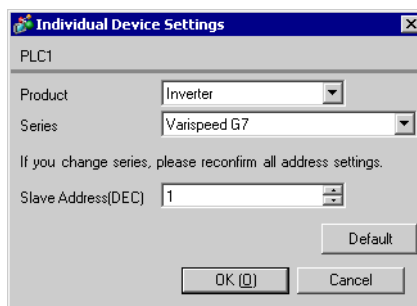 Individual Device Settings
PLC1
Product Inverter
Series Varispeed G7
If you change series, please reconfirm all address settings.
Slave Address(DEC) 1
Default
OK (O) Cancel